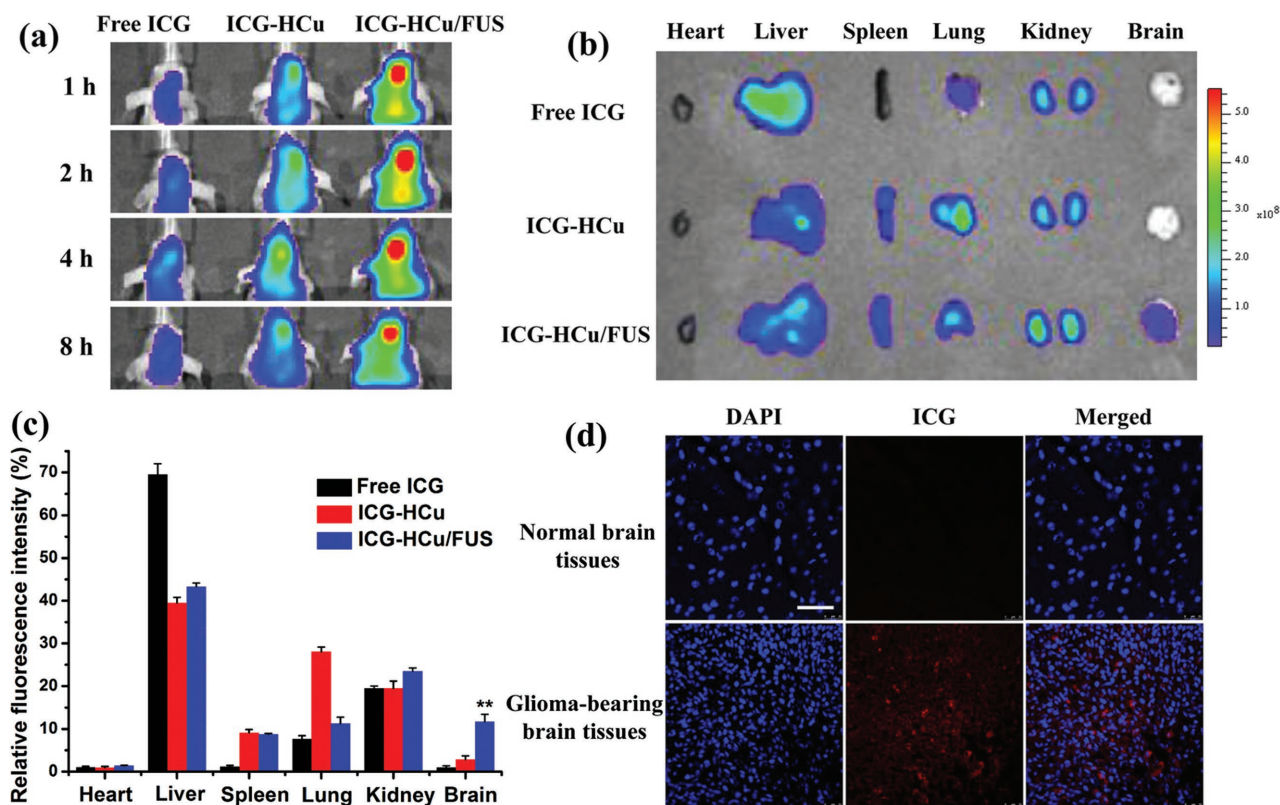 (a)
Free ICG ICG-HCu ICG-HCu/FUS
1 h
2 h
4 h
8 h
(b)
Heart Liver Spleen Lung Kidney Brain
Free ICG
ICG-HCu
ICG-HCu/FUS
5.0
4.0
3.0
x10⁸
2.0
1.0
(c)
Relative fluorescence intensity (%)
70
60
50
40
30
20
10
0
Free ICG
ICG-HCu
ICG-HCu/FUS
**
Heart Liver Spleen Lung Kidney Brain
(d)
DAPI ICG Merged
Normal brain
tissues
Glioma-bearing
brain tissues